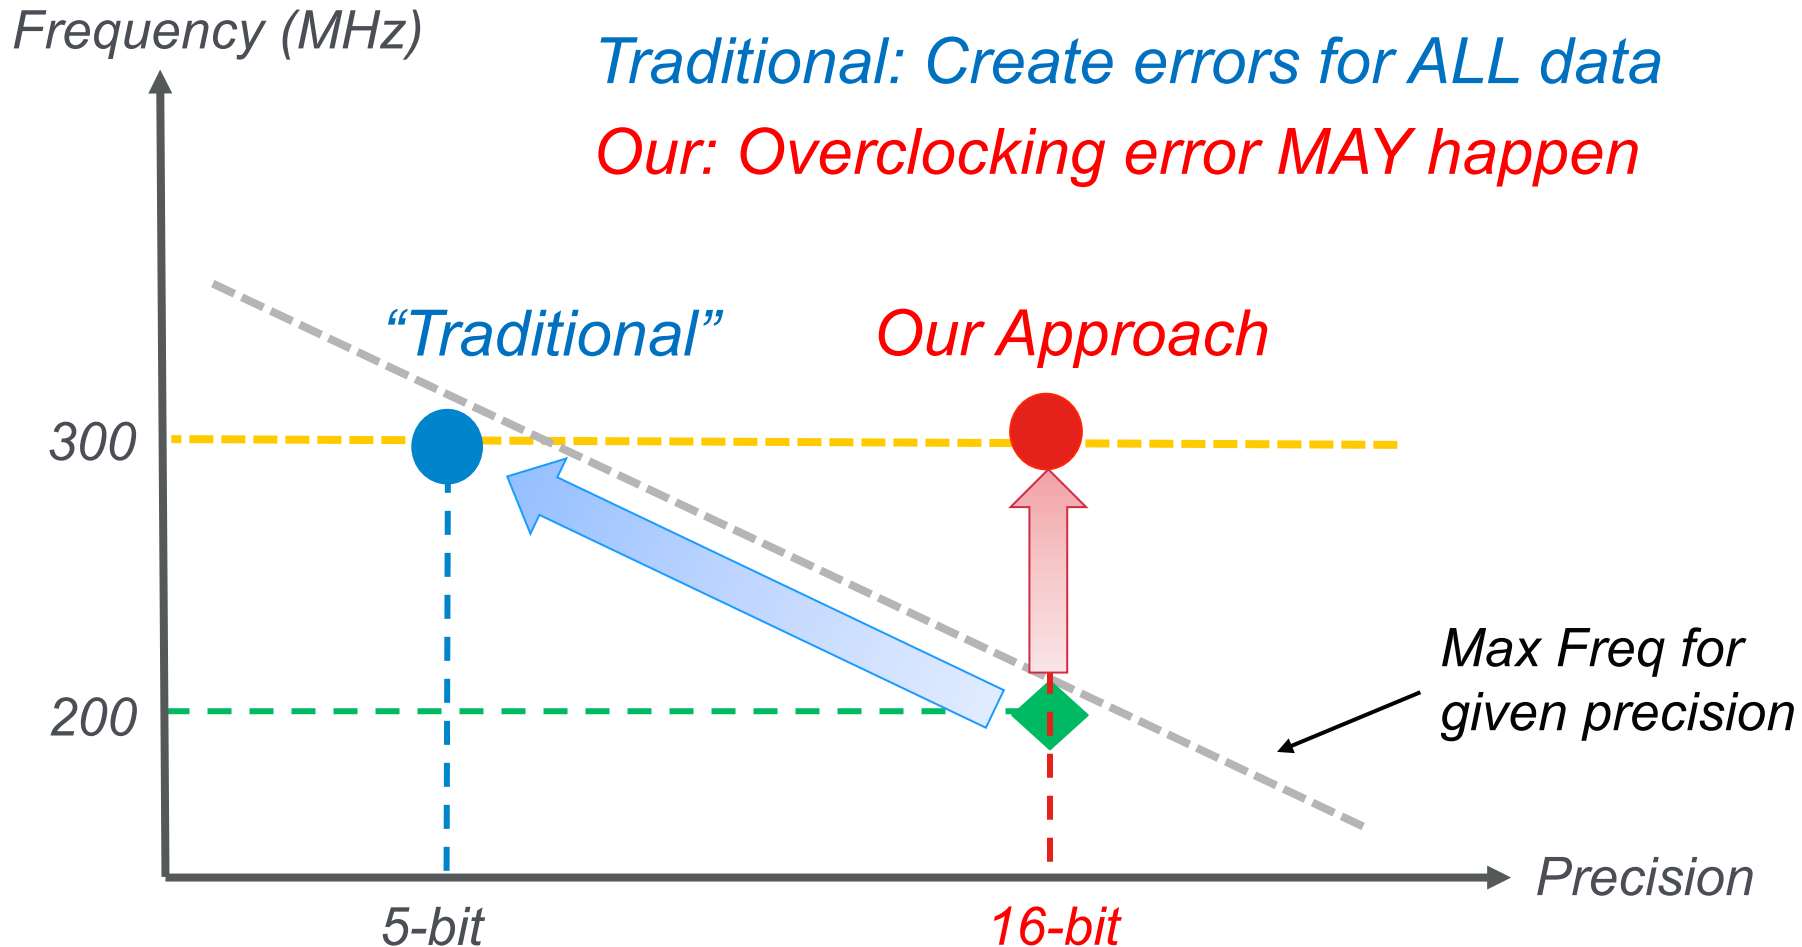 Frequency (MHz)
Traditional: Create errors for ALL data
Our: Overclocking error MAY happen
“Traditional”
Our Approach
300
200
Max Freq for
given precision
Precision
5-bit
16-bit